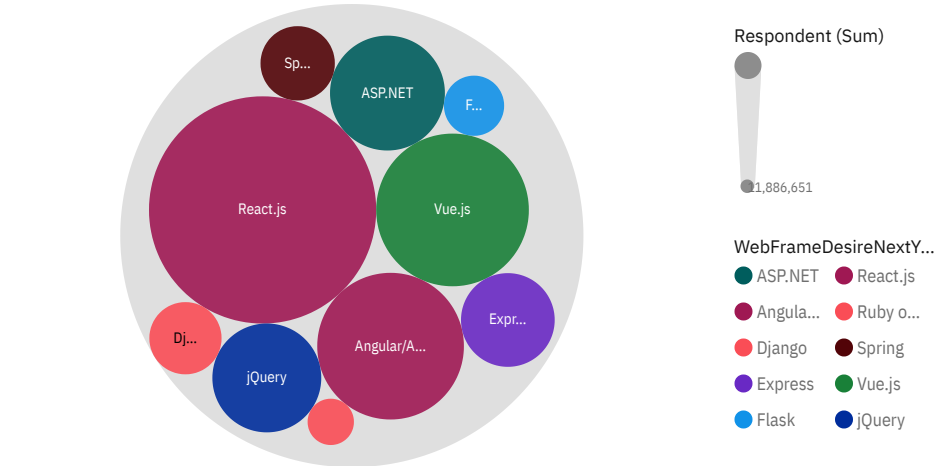 Sp...
ASP.NET
F...
React.js
Vue.js
Expr...
Dj...
jQuery
Angular/A...
Respondent (Sum)
11,886,651
WebFrameDesireNextY...
ASP.NET
React.js
Angula...
Ruby o...
Django
Spring
Express
Vue.js
Flask
jQuery